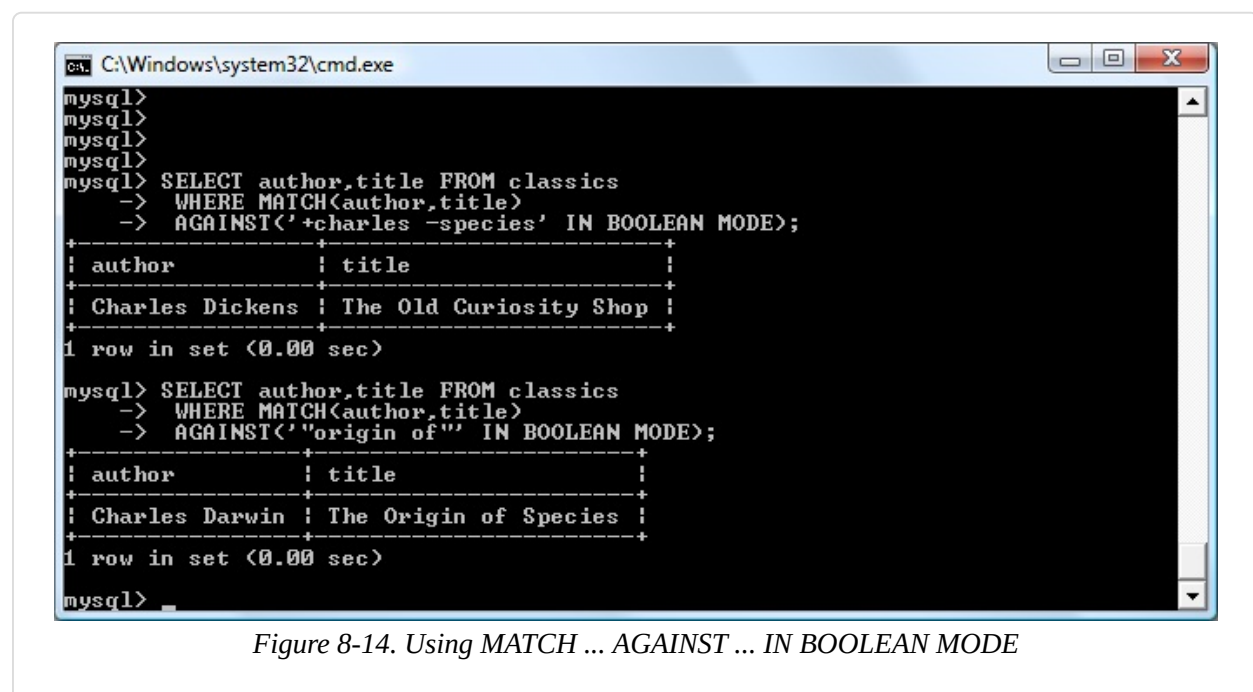 C:\Windows\system32\cmd.exe
mysql>
mysql>
mysql>
mysql>
mysql> SELECT author,title FROM classics
    ->  WHERE MATCH(author,title)
    ->  AGAINST('+charles -species' IN BOOLEAN MODE);
+-----------------+------------------------+
| author          | title                  |
+-----------------+------------------------+
| Charles Dickens | The Old Curiosity Shop |
+-----------------+------------------------+
1 row in set (0.00 sec)
mysql> SELECT author,title FROM classics
    ->  WHERE MATCH(author,title)
    ->  AGAINST('"origin of"' IN BOOLEAN MODE);
+----------------+-----------------------+
| author         | title                 |
+----------------+-----------------------+
| Charles Darwin | The Origin of Species |
+----------------+-----------------------+
1 row in set (0.00 sec)
mysql> _
Figure 8-14. Using MATCH ... AGAINST ... IN BOOLEAN MODE